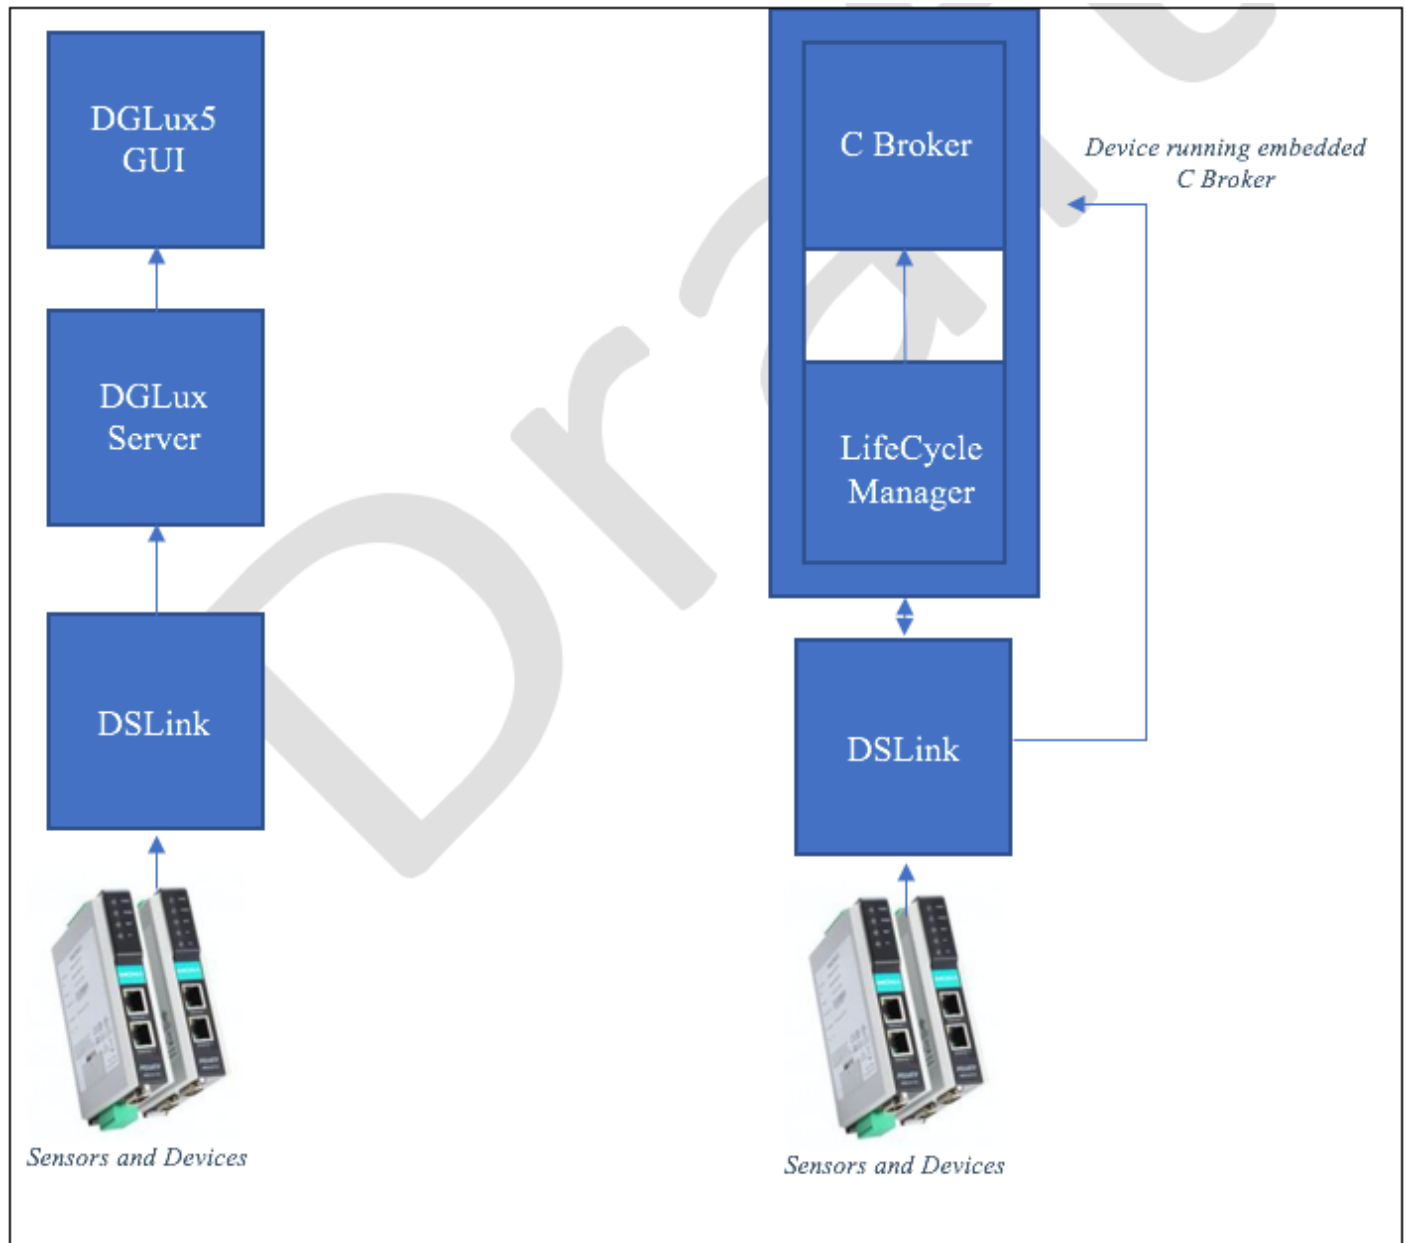 DGLux5
GUI
DGLux
Server
DSLink
Sensors and Devices
C Broker
LifeCycle
Manager
DSLink
Sensors and Devices
Device running embedded
C Broker
Draft